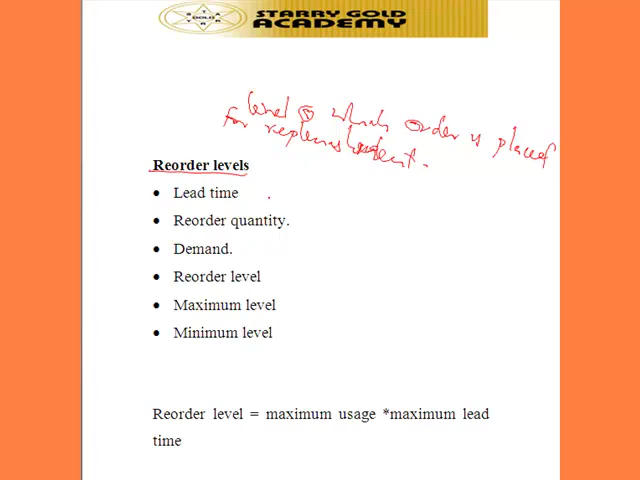 STARRY GOLD
ACADEMY
S T A R
GOLD
level @ which order is placed
for replenishment.
Reorder levels
• Lead time
• Reorder quantity.
• Demand.
• Reorder level
• Maximum level
• Minimum level
Reorder level = maximum usage *maximum lead
time